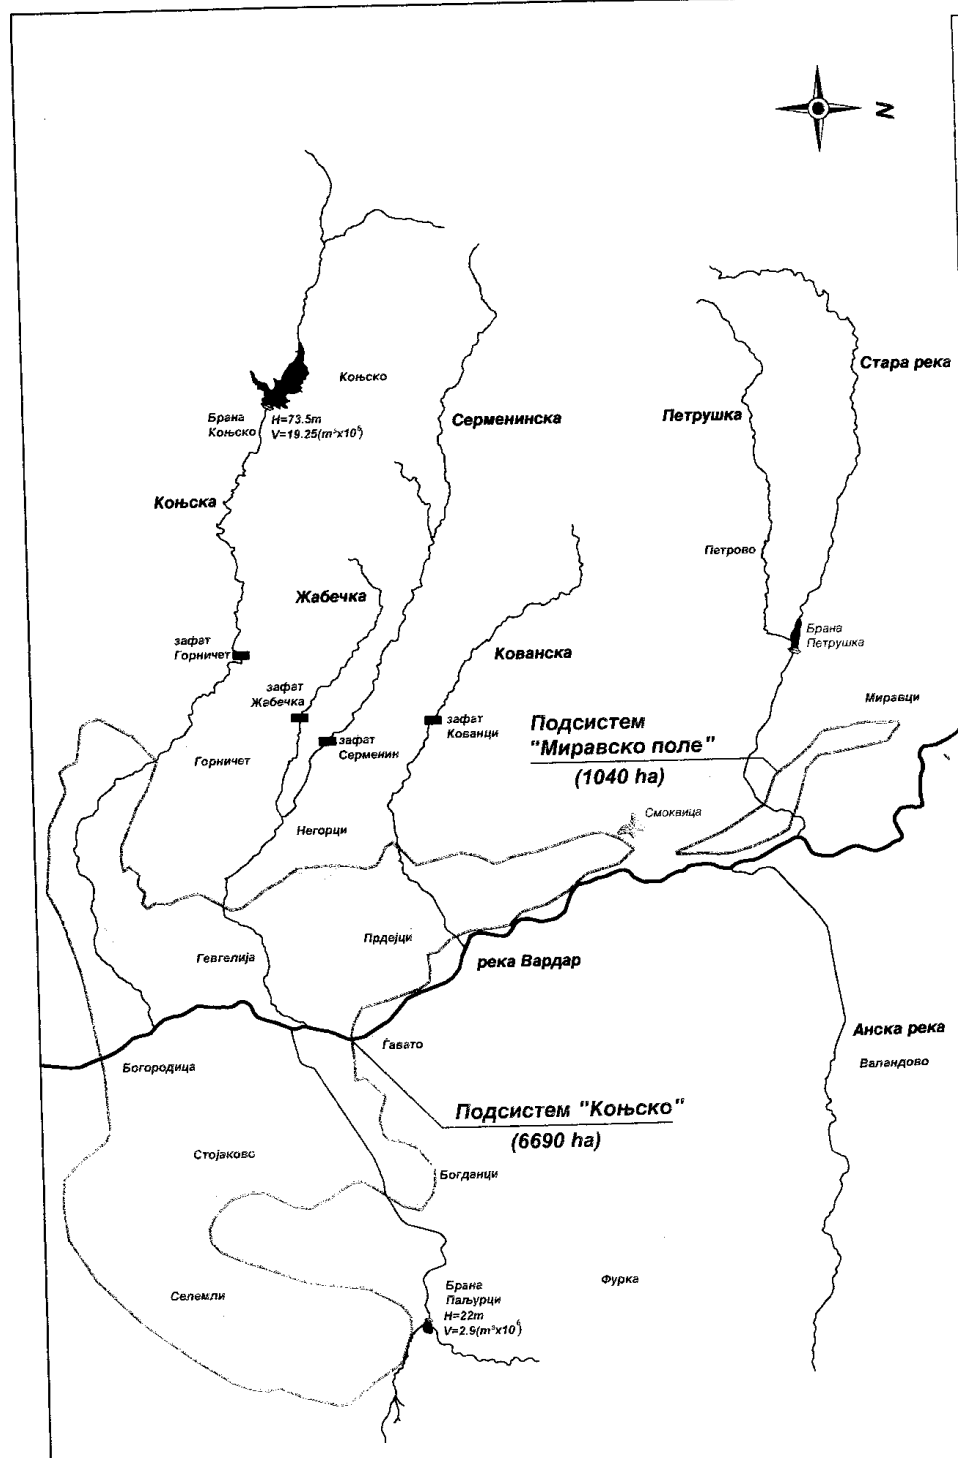 N
Стара река
Коњско
Брана
Коњско
H=73.5m
V=19.25(m³x10⁶)
Серменинска
Петрушка
Коњска
Петрово
Жабечка
зафат
Горничет
Брана
Петрушка
Кованска
зафат
Жабечка
Миравци
зафат
Кованци
Подсистем
"Миравско поле"
(1040 ha)
зафат
Серменин
Горничет
Смоквица
Негорци
Прдејци
Гевгелија
река Вардар
Анска река
Ѓавато
Валандово
Богородица
Подсистем "Коњско"
(6690 ha)
Стојаково
Богданци
Фурка
Селемли
Брана
Паљурци
H=22m
V=2.9(m³x10⁶)